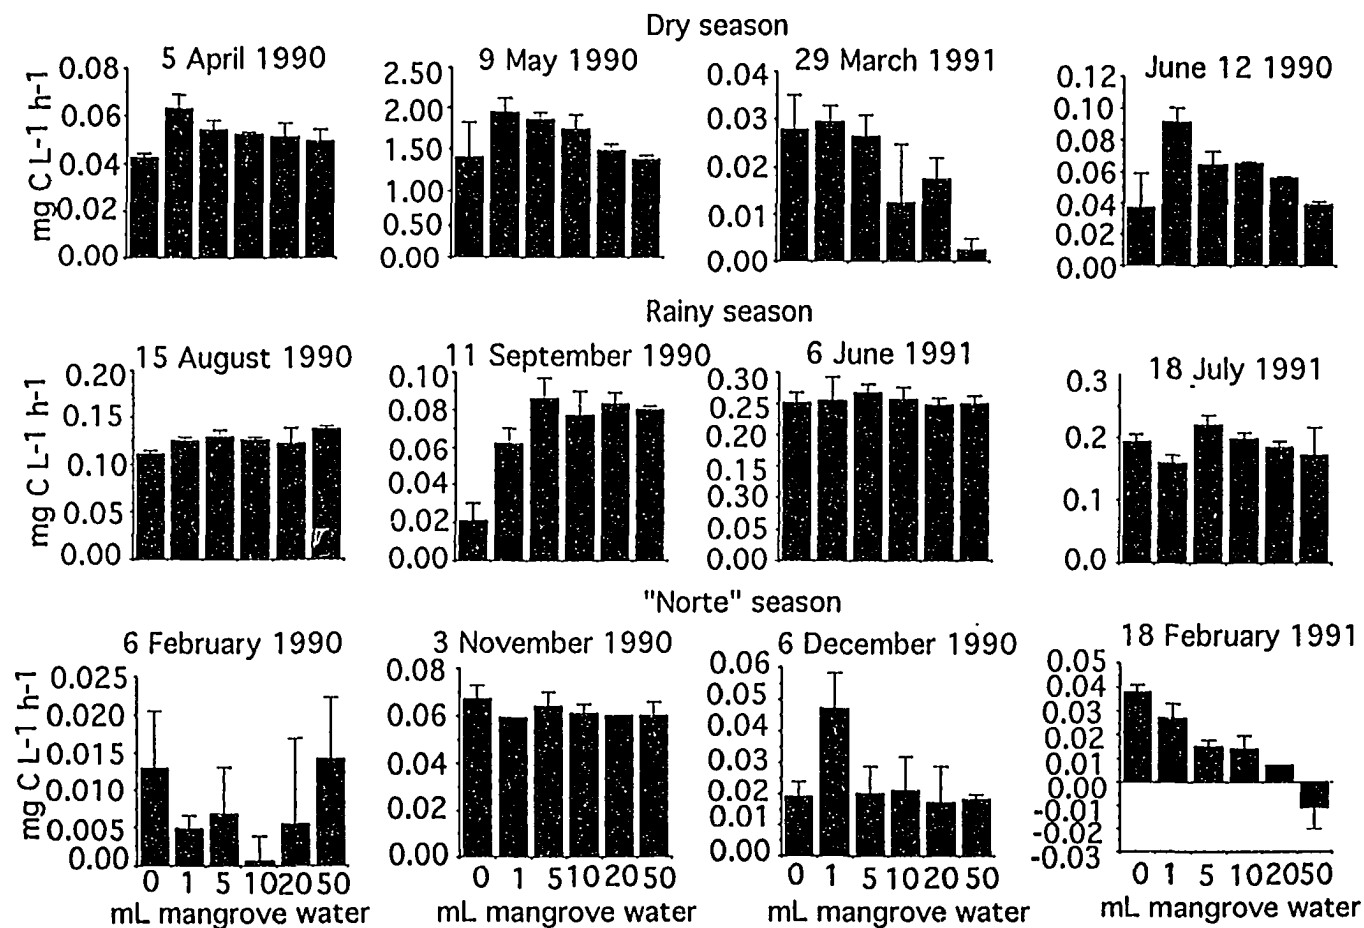 Dry season
5 April 1990
9 May 1990
29 March 1991
June 12 1990
mg C L-1 h-1
0.08
0.06
0.04
0.02
0.00
2.50
2.00
1.50
1.00
0.50
0.00
0.04
0.03
0.02
0.01
0.00
0.12
0.10
0.08
0.06
0.04
0.02
0.00
Rainy season
15 August 1990
11 September 1990
6 June 1991
18 July 1991
mg C L-1 h-1
0.20
0.15
0.10
0.05
0.00
0.10
0.08
0.06
0.04
0.02
0.00
0.30
0.25
0.20
0.15
0.30
0.05
0.00
0.3
0.2
0.1
0.0
"Norte" season
6 February 1990
3 November 1990
6 December 1990
18 February 1991
mg C L-1 h-1
0.025
0.020
0.015
0.010
0.005
0.00
0.08
0.06
0.04
0.02
0.00
0.06
0.05
0.04
0.03
0.02
0.01
0.00
0.05
0.04
0.03
0.02
0.01
0.00
-0.01
-0.02
-0.03
0 1 5 10 20 50
0 1 5 10 20 50
0 1 5 10 20 50
0 1 5 10 20 50
mL mangrove water
mL mangrove water
mL mangrove water
mL mangrove water